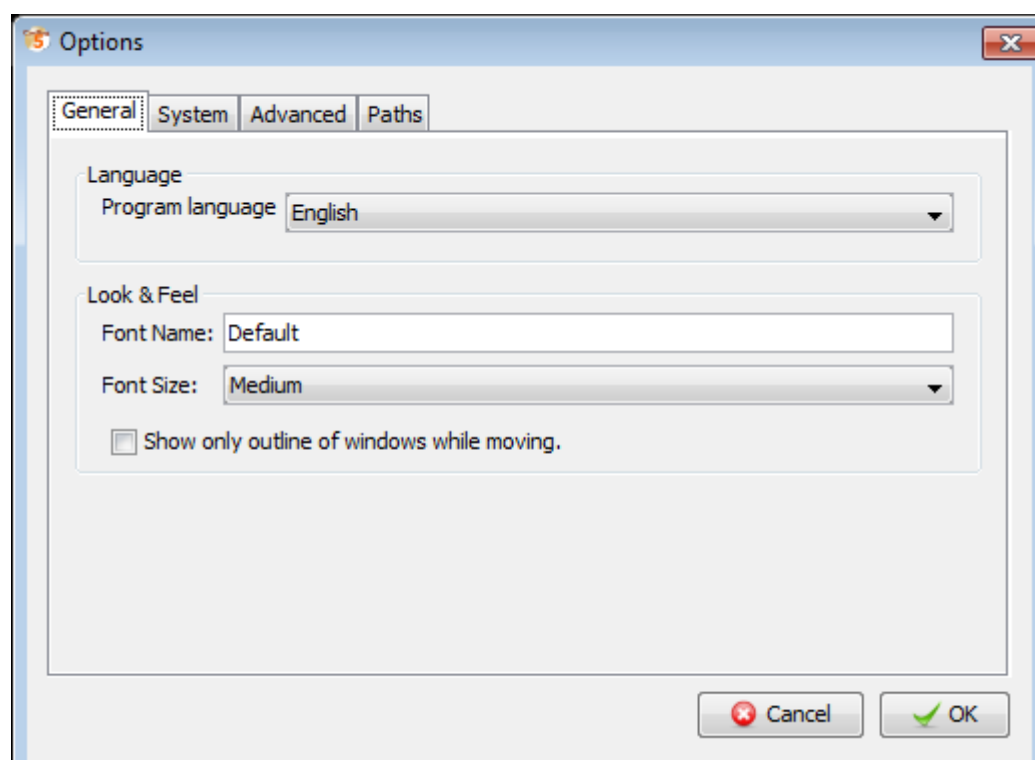 Options
General System Advanced Paths
Language
Program language English
Look & Feel
Font Name: Default
Font Size: Medium
Show only outline of windows while moving.
Cancel OK